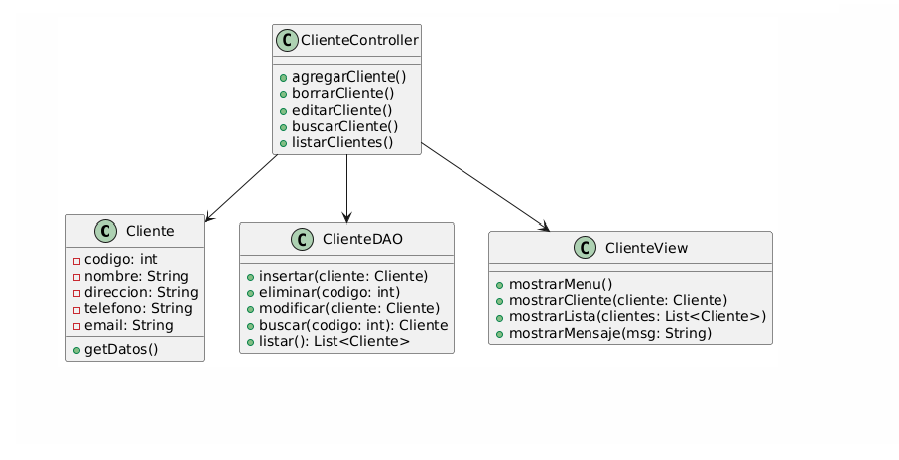 C ClienteController
agregarCliente()
borrarCliente()
editarCliente()
buscarCliente()
listarClientes()
C Cliente
codigo: int
nombre: String
direccion: String
telefono: String
email: String
getDatos()
C ClienteDAO
insertar(cliente: Cliente)
eliminar(codigo: int)
modificar(cliente: Cliente)
buscar(codigo: int): Cliente
listar(): List<Cliente>
C ClienteView
mostrarMenu()
mostrarCliente(cliente: Cliente)
mostrarLista(clientes: List<Cliente>)
mostrarMensaje(msg: String)